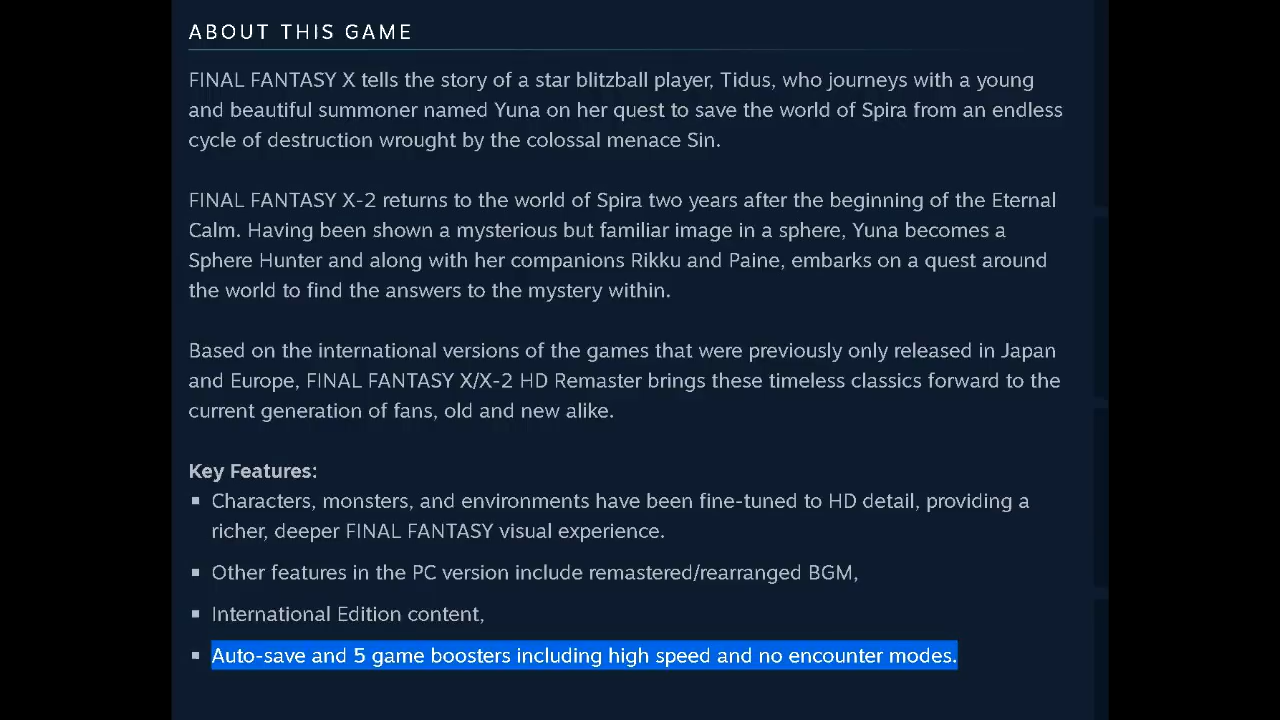 ABOUT THIS GAME
FINAL FANTASY X tells the story of a star blitzball player, Tidus, who journeys with a young
and beautiful summoner named Yuna on her quest to save the world of Spira from an endless
cycle of destruction wrought by the colossal menace Sin.
FINAL FANTASY X-2 returns to the world of Spira two years after the beginning of the Eternal
Calm. Having been shown a mysterious but familiar image in a sphere, Yuna becomes a
Sphere Hunter and along with her companions Rikku and Paine, embarks on a quest around
the world to find the answers to the mystery within.
Based on the international versions of the games that were previously only released in Japan
and Europe, FINAL FANTASY X/X-2 HD Remaster brings these timeless classics forward to the
current generation of fans, old and new alike.
Key Features:
▪ Characters, monsters, and environments have been fine-tuned to HD detail, providing a
richer, deeper FINAL FANTASY visual experience.
▪ Other features in the PC version include remastered/rearranged BGM,
▪ International Edition content,
▪ Auto-save and 5 game boosters including high speed and no encounter modes.